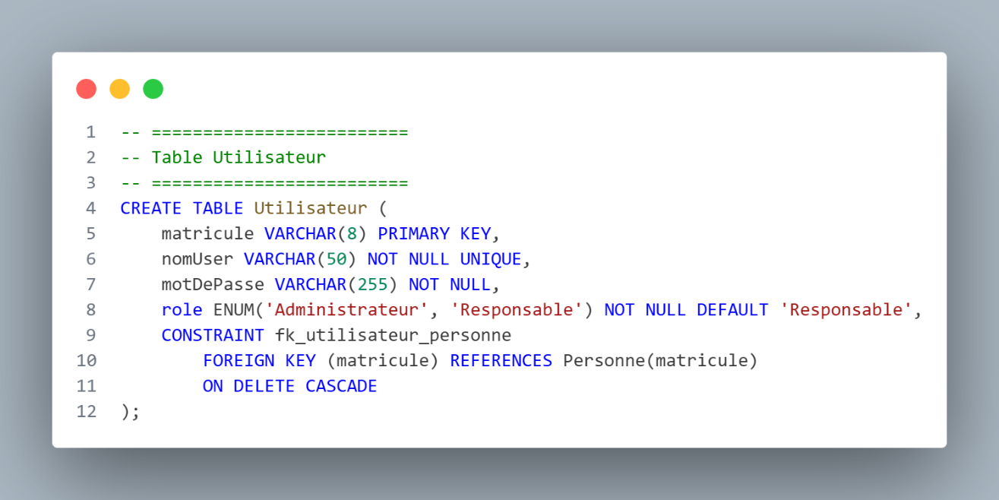 1 -- =========================
2 -- Table Utilisateur
3 -- =========================
4 CREATE TABLE Utilisateur (
5 matricule VARCHAR(8) PRIMARY KEY,
6 nomUser VARCHAR(50) NOT NULL UNIQUE,
7 motDePasse VARCHAR(255) NOT NULL,
8 role ENUM('Administrateur', 'Responsable') NOT NULL DEFAULT 'Responsable',
9 CONSTRAINT fk_utilisateur_personne
10 FOREIGN KEY (matricule) REFERENCES Personne(matricule)
11 ON DELETE CASCADE
12 );